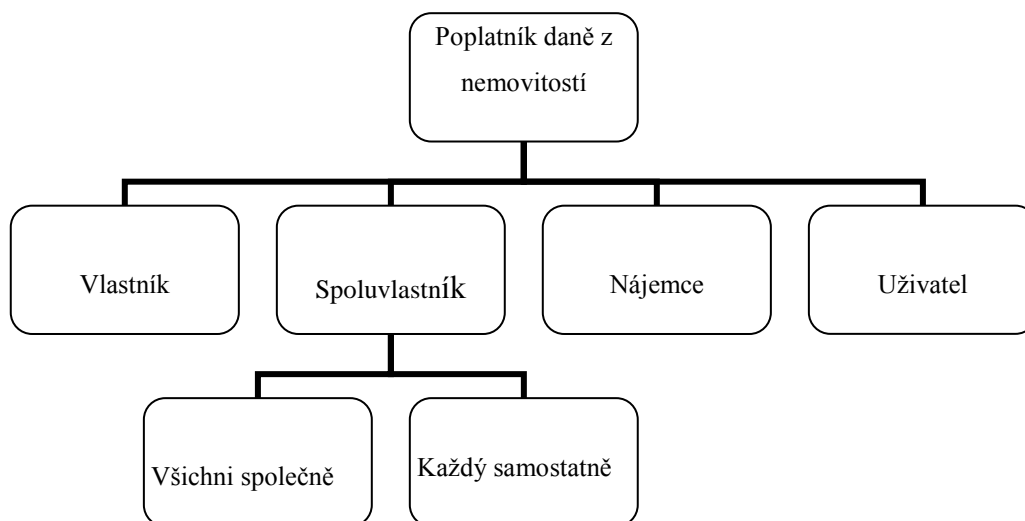 Poplatník daně z
nemovitostí
Vlastník
Spoluvlastník
Nájemce
Uživatel
Všichni společně
Každý samostatně